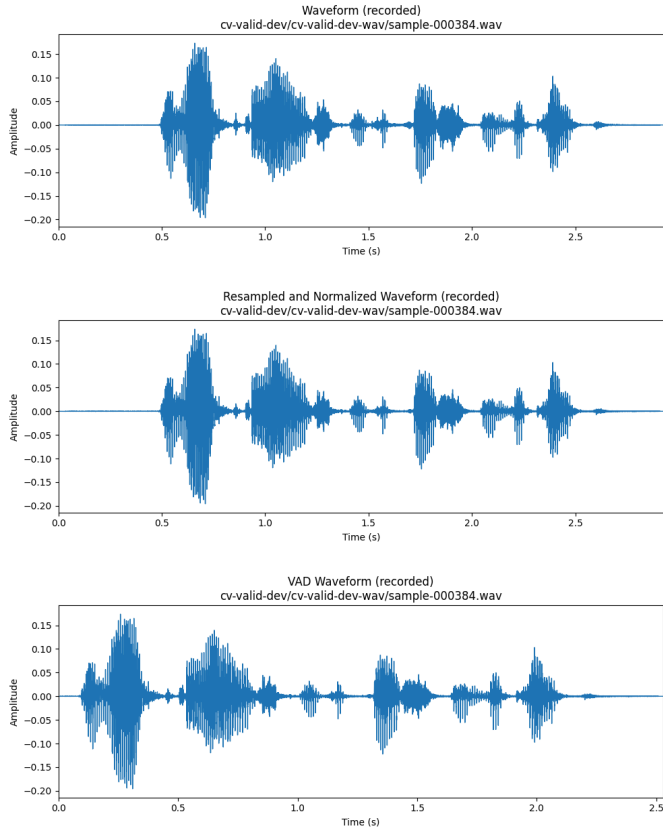 Waveform (recorded)
cv-valid-dev/cv-valid-dev-wav/sample-000384.wav
0.15
0.10
0.05
0.00
−0.05
−0.10
−0.15
−0.20
Amplitude
0.0 0.5 1.0 1.5 2.0 2.5
Time (s)
Resampled and Normalized Waveform (recorded)
cv-valid-dev/cv-valid-dev-wav/sample-000384.wav
0.15
0.10
0.05
0.00
−0.05
−0.10
−0.15
−0.20
Amplitude
0.0 0.5 1.0 1.5 2.0 2.5
Time (s)
VAD Waveform (recorded)
cv-valid-dev/cv-valid-dev-wav/sample-000384.wav
0.15
0.10
0.05
0.00
−0.05
−0.10
−0.15
−0.20
Amplitude
0.0 0.5 1.0 1.5 2.0 2.5
Time (s)